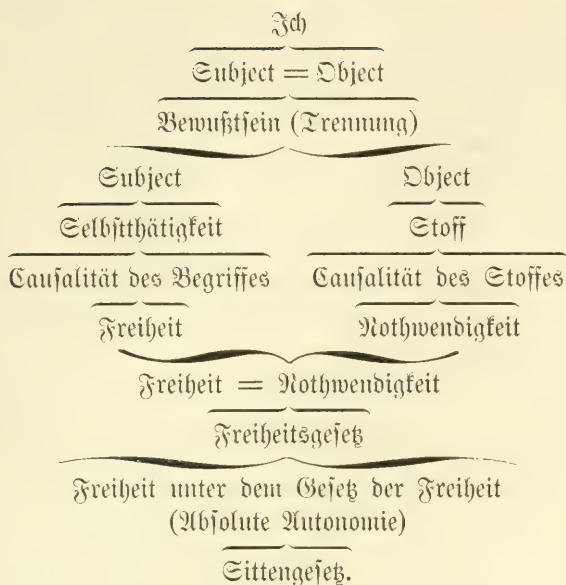 Ich
Subject = Object
Bewußtsein (Trennung)
Subject Object
Selbstthätigkeit Stoff
Causalität des Begriffes Causalität des Stoffes
Freiheit Nothwendigkeit
Freiheit = Nothwendigkeit
Freiheitsgesetz
Freiheit unter dem Gesetz der Freiheit
(Absolute Autonomie)
Sittengesetz.